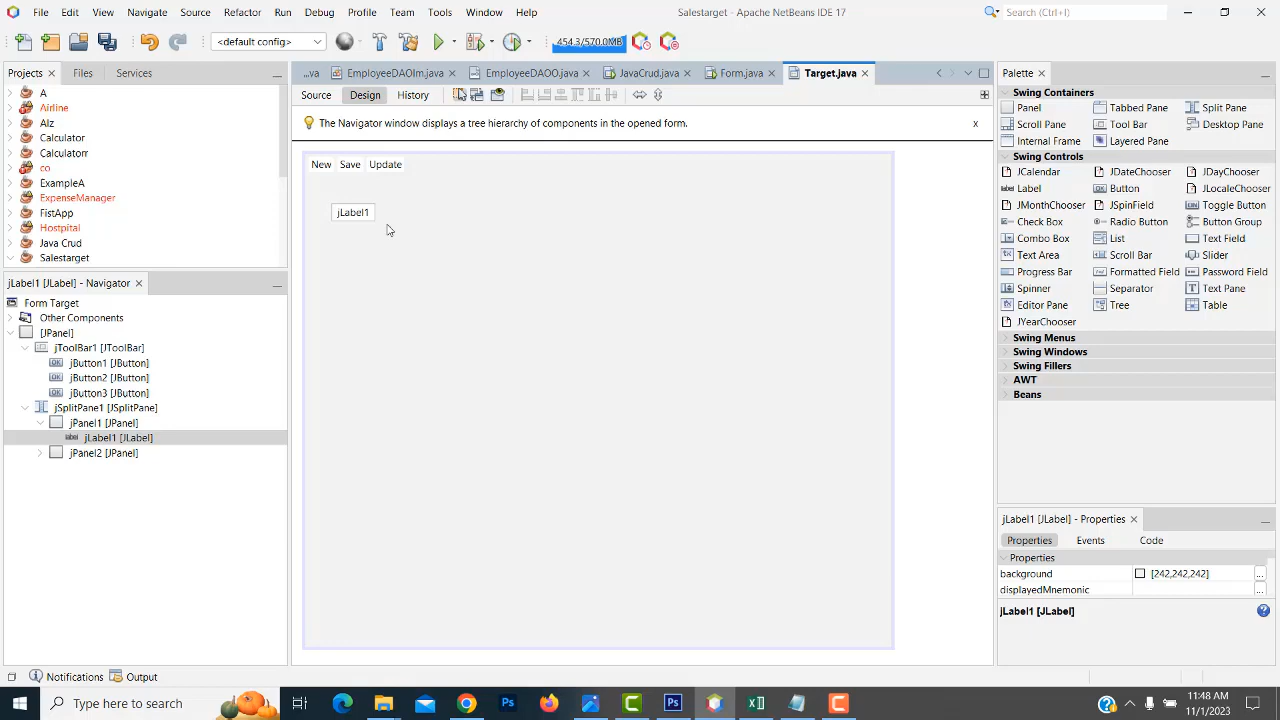 File Edit View Navigate Source Refactor Run Debug Profile Team Tools Window Help Salestarget - Apache NetBeans IDE 17 Search (Ctrl+I)
<default config> 454.3/570.0MB
Projects Files Services
A
Airline
Alz
Calculator
Calculatorr
co
ExampleA
ExpenseManager
FistApp
Hostpital
Java Crud
Salestarget
jLabel1 [JLabel] - Navigator
Form Target
Other Components
[JPanel]
jToolBar1 [JToolBar]
jButton1 [JButton]
jButton2 [JButton]
jButton3 [JButton]
jSplitPane1 [JSplitPane]
jPanel1 [JPanel]
jLabel1 [JLabel]
jPanel2 [JPanel]
...va EmployeeDAOIm.java EmployeeDAOO.java JavaCrud.java Form.java Target.java
Source Design History
The Navigator window displays a tree hierarchy of components in the opened form. x
New Save Update
jLabel1
Palette
Swing Containers
Panel Tabbed Pane Split Pane
Scroll Pane Tool Bar Desktop Pane
Internal Frame Layered Pane
Swing Controls
JCalendar JDateChooser JDayChooser
Label Button JLocaleChooser
JMonthChooser JSpinField Toggle Button
Check Box Radio Button Button Group
Combo Box List Text Field
Text Area Scroll Bar Slider
Progress Bar Formatted Field Password Field
Spinner Separator Text Pane
Editor Pane Tree Table
JYearChooser
Swing Menus
Swing Windows
Swing Fillers
AWT
Beans
jLabel1 [JLabel] - Properties
Properties Events Code
Properties
background [242,242,242] ...
displayedMnemonic ...
jLabel1 [JLabel]
Notifications Output
Type here to search
11:48 AM
11/1/2023